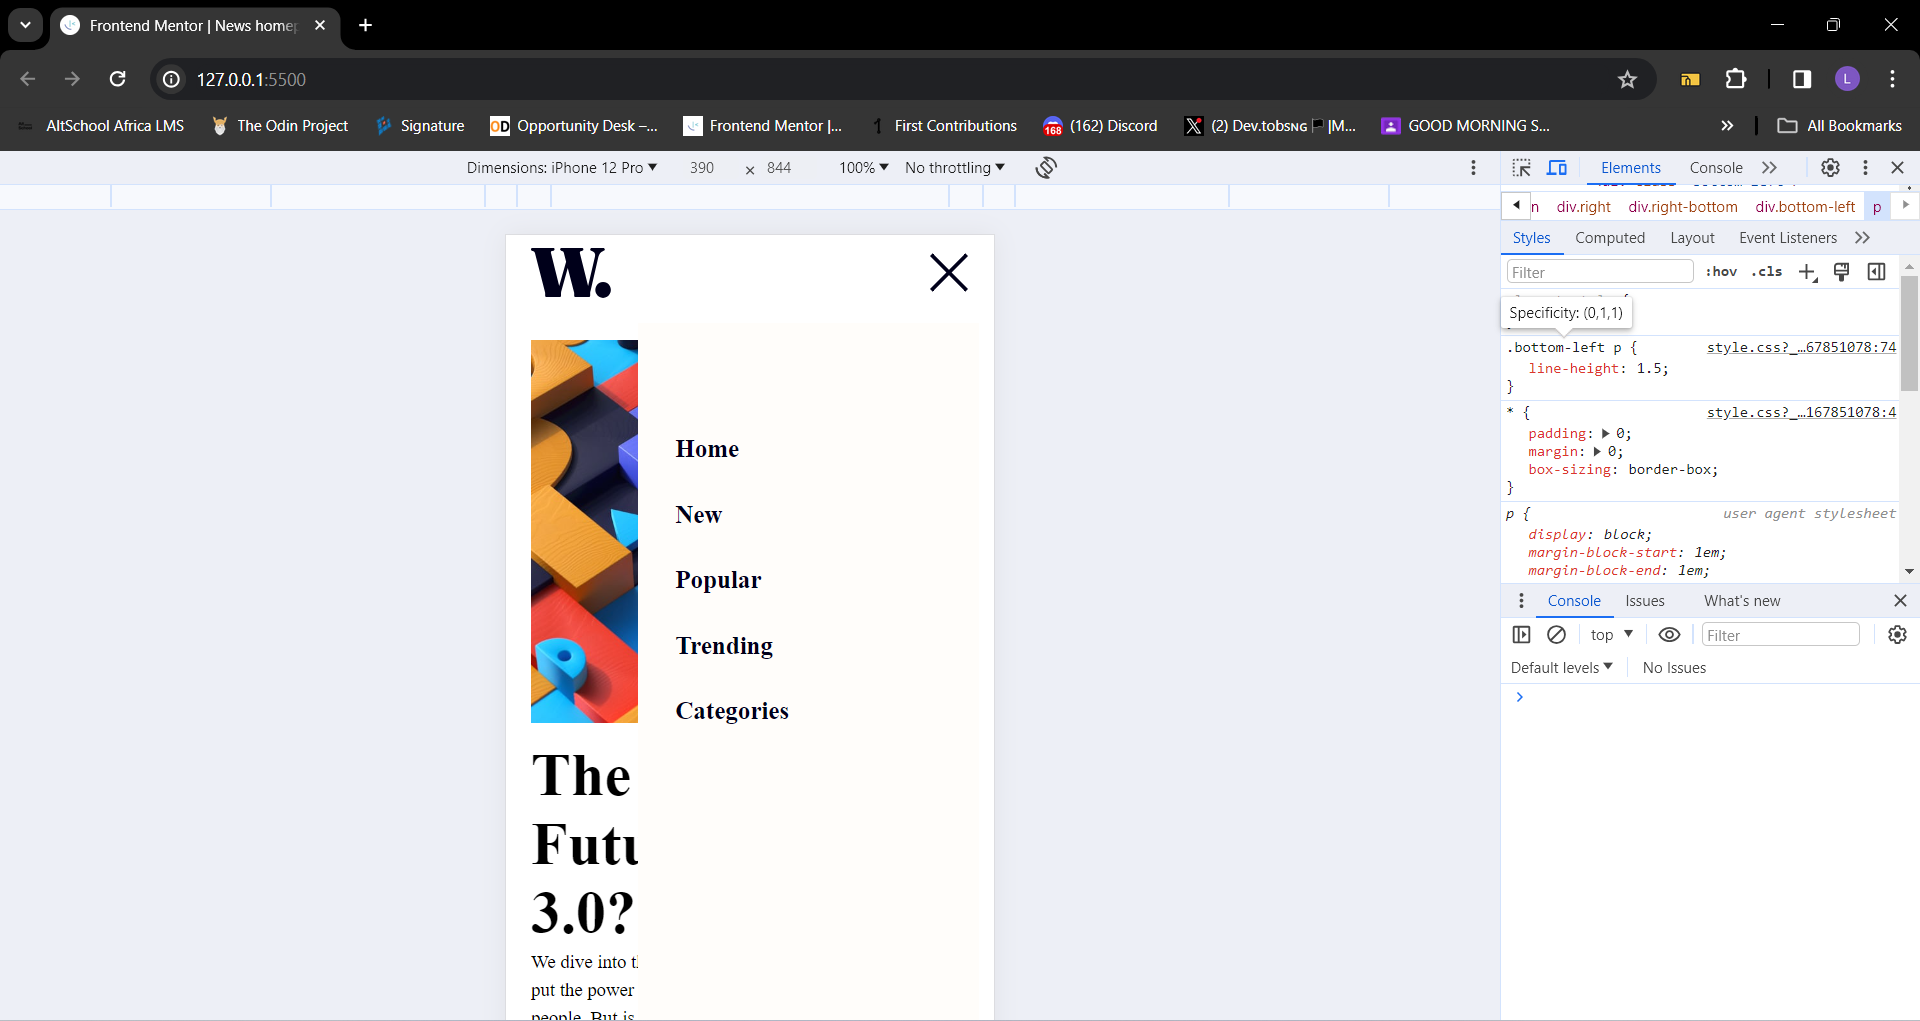 Frontend Mentor | News homep
127.0.0.1:5500
AltSchool Africa LMS
The Odin Project
Signature
OD Opportunity Desk –...
Frontend Mentor |...
First Contributions
168 (162) Discord
X (2) Dev.tobsɴɢ |M...
GOOD MORNING S...
All Bookmarks
L
Dimensions: iPhone 12 Pro
390 × 844
100%
No throttling
Elements
Console
n div.right div.right-bottom div.bottom-left p
Styles Computed Layout Event Listeners
Filter
:hov .cls
Specificity: (0,1,1)
.bottom-left p { style.css?_…67851078:74
line-height: 1.5;
}
* { style.css?_…167851078:4
padding: 0;
margin: 0;
box-sizing: border-box;
}
p { user agent stylesheet
display: block;
margin-block-start: 1em;
margin-block-end: 1em;
Console Issues What's new
top
Filter
Default levels No Issues
W.
Home
New
Popular
Trending
Categories
The
Futu
3.0?
We dive into t
put the power
people. But is